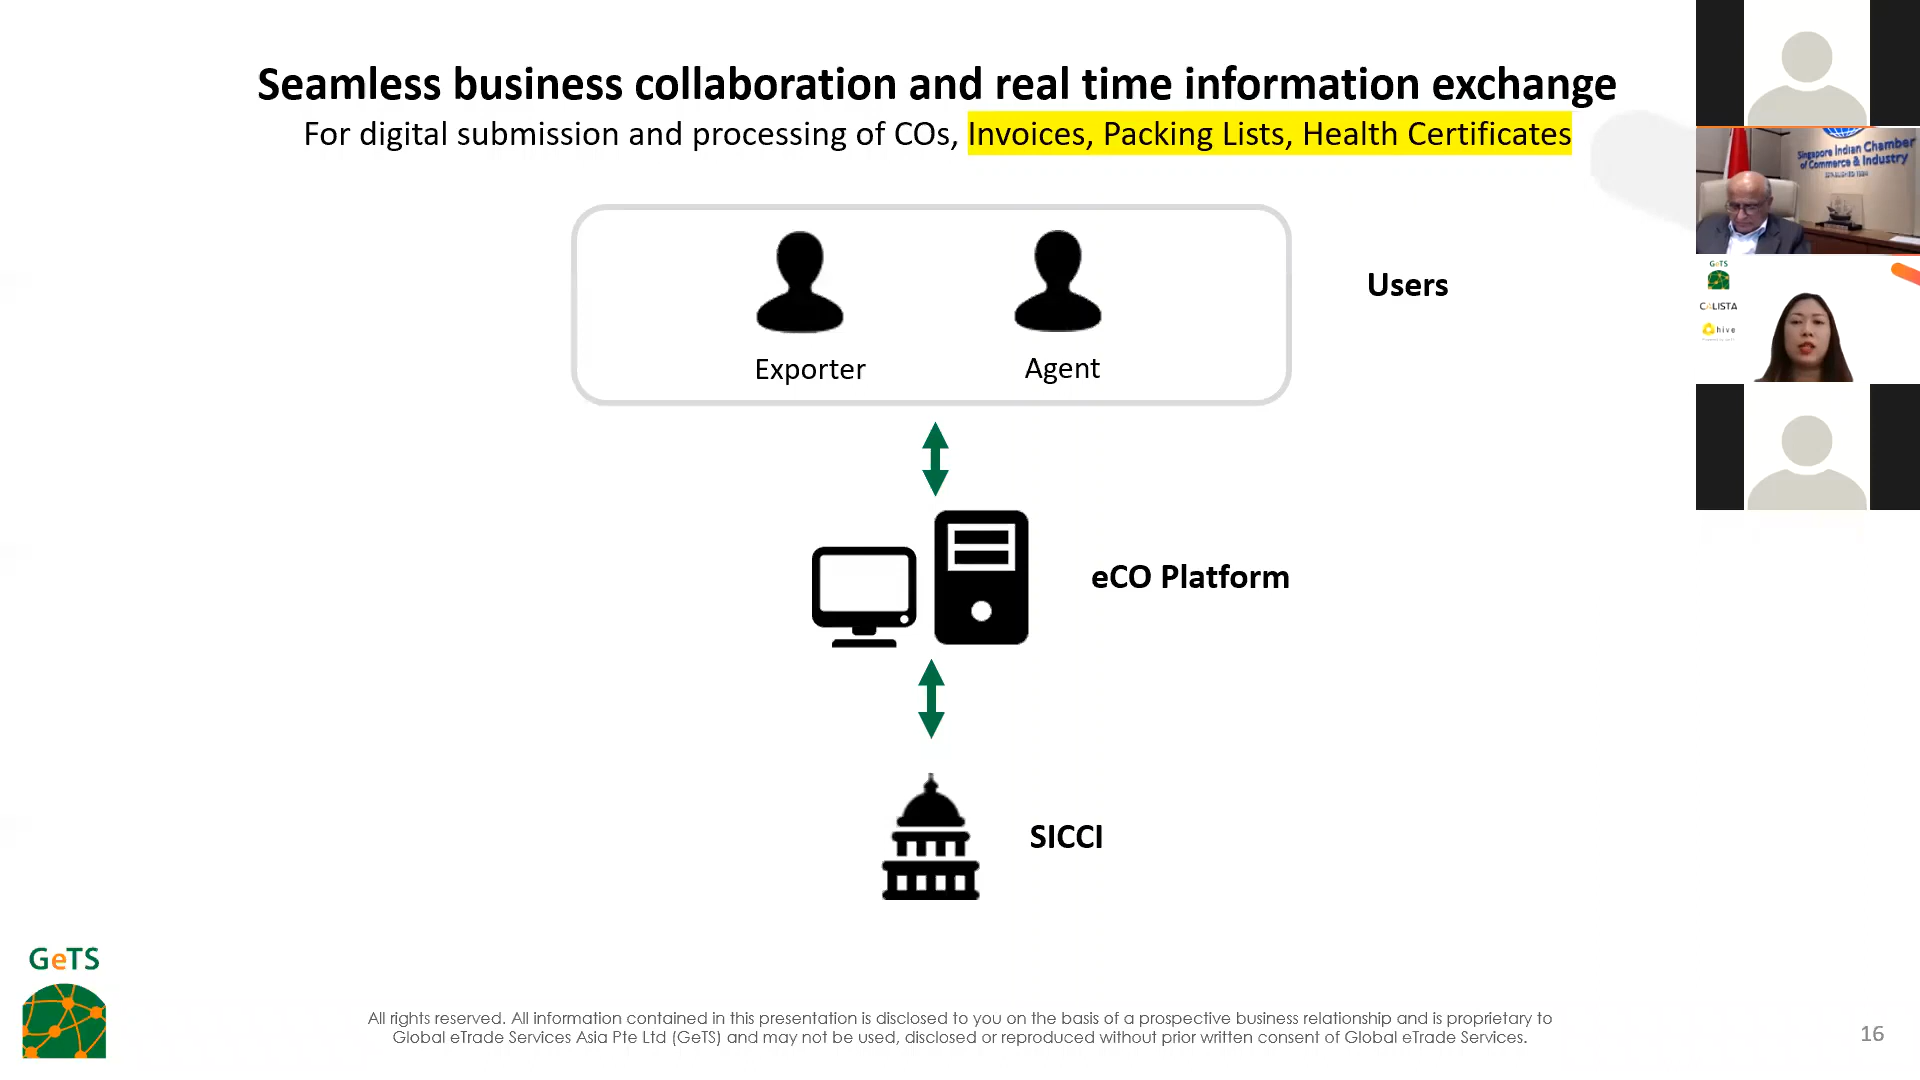 Seamless business collaboration and real time information exchange
For digital submission and processing of COs, Invoices, Packing Lists, Health Certificates
Exporter
Agent
Users
eCO Platform
SICCI
GeTS
All rights reserved. All information contained in this presentation is disclosed to you on the basis of a prospective business relationship and is proprietary to
Global eTrade Services Asia Pte Ltd (GeTS) and may not be used, disclosed or reproduced without prior written consent of Global eTrade Services.
16
Singapore Indian Chamber
of Commerce & Industry
GeTS
CALISTA
hive